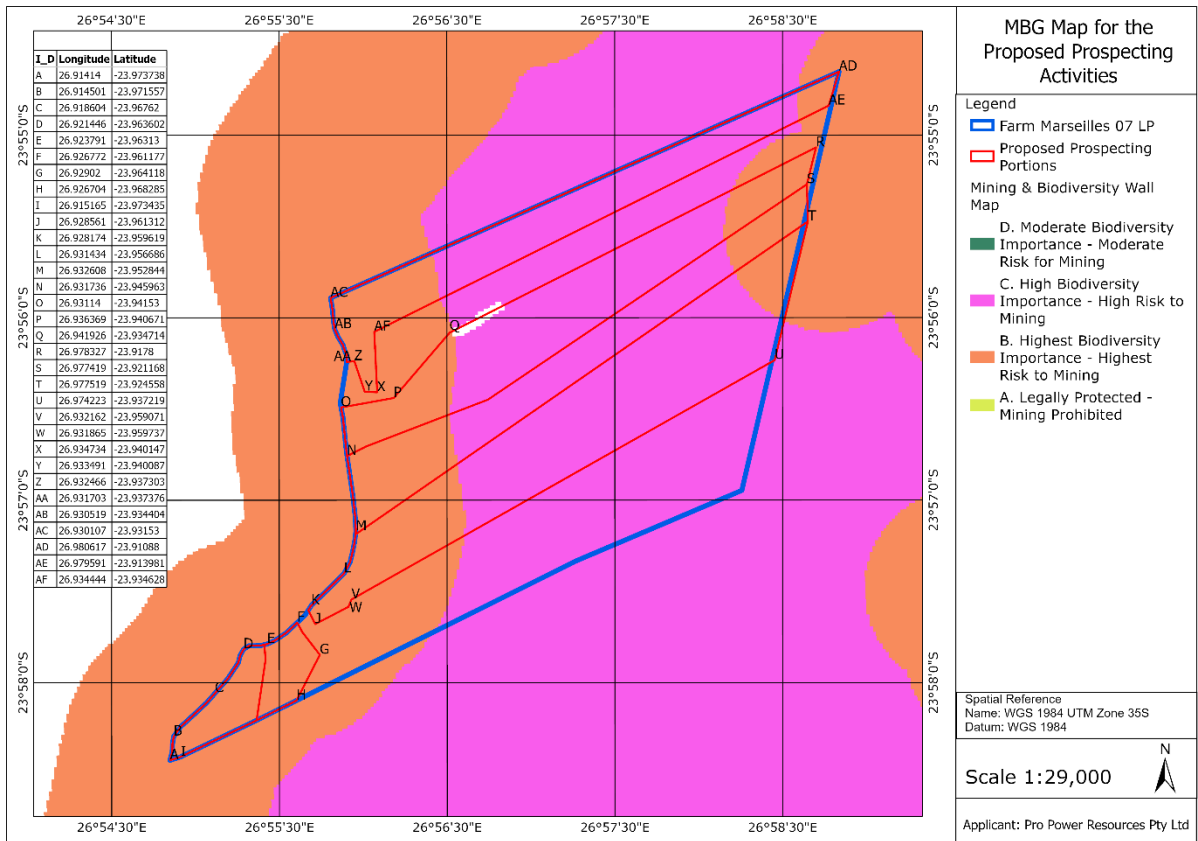 26°54'30"E 26°55'30"E 26°56'30"E 26°57'30"E 26°58'30"E
I_D Longitude Latitude
A 26.91414 -23.973738
B 26.914501 -23.971557
C 26.918604 -23.96762
D 26.921446 -23.963602
E 26.923791 -23.96313
F 26.926772 -23.961177
G 26.92902 -23.964118
H 26.926704 -23.968285
I 26.915165 -23.973435
J 26.928561 -23.961312
K 26.928174 -23.959619
L 26.931434 -23.956686
M 26.932608 -23.952844
N 26.931736 -23.945963
O 26.93114 -23.94153
P 26.936369 -23.940671
Q 26.941926 -23.934714
R 26.978327 -23.9178
S 26.977419 -23.921168
T 26.977519 -23.924558
U 26.974223 -23.937219
V 26.932162 -23.959071
W 26.931865 -23.959737
X 26.934734 -23.940147
Y 26.933491 -23.940087
Z 26.932466 -23.937303
AA 26.931703 -23.937376
AB 26.930519 -23.934404
AC 26.930107 -23.93153
AD 26.980617 -23.91088
AE 26.979591 -23.913981
AF 26.934444 -23.934628
23°55'0"S
23°56'0"S
23°57'0"S
23°58'0"S
AD
AE
R
S
T
AC
AB
AF
Q
AA Z
U
Y X
P
O
N
M
L
V
K
W
F J
E
D
G
C
H
B
A I
23°55'0"S
23°56'0"S
23°57'0"S
23°58'0"S
26°54'30"E 26°55'30"E 26°56'30"E 26°57'30"E 26°58'30"E
MBG Map for the
Proposed Prospecting
Activities
Legend
Farm Marseilles 07 LP
Proposed Prospecting
Portions
Mining & Biodiversity Wall
Map
D. Moderate Biodiversity
Importance - Moderate
Risk for Mining
C. High Biodiversity
Importance - High Risk to
Mining
B. Highest Biodiversity
Importance - Highest
Risk to Mining
A. Legally Protected -
Mining Prohibited
Spatial Reference
Name: WGS 1984 UTM Zone 35S
Datum: WGS 1984
N
Scale 1:29,000
Applicant: Pro Power Resources Pty Ltd